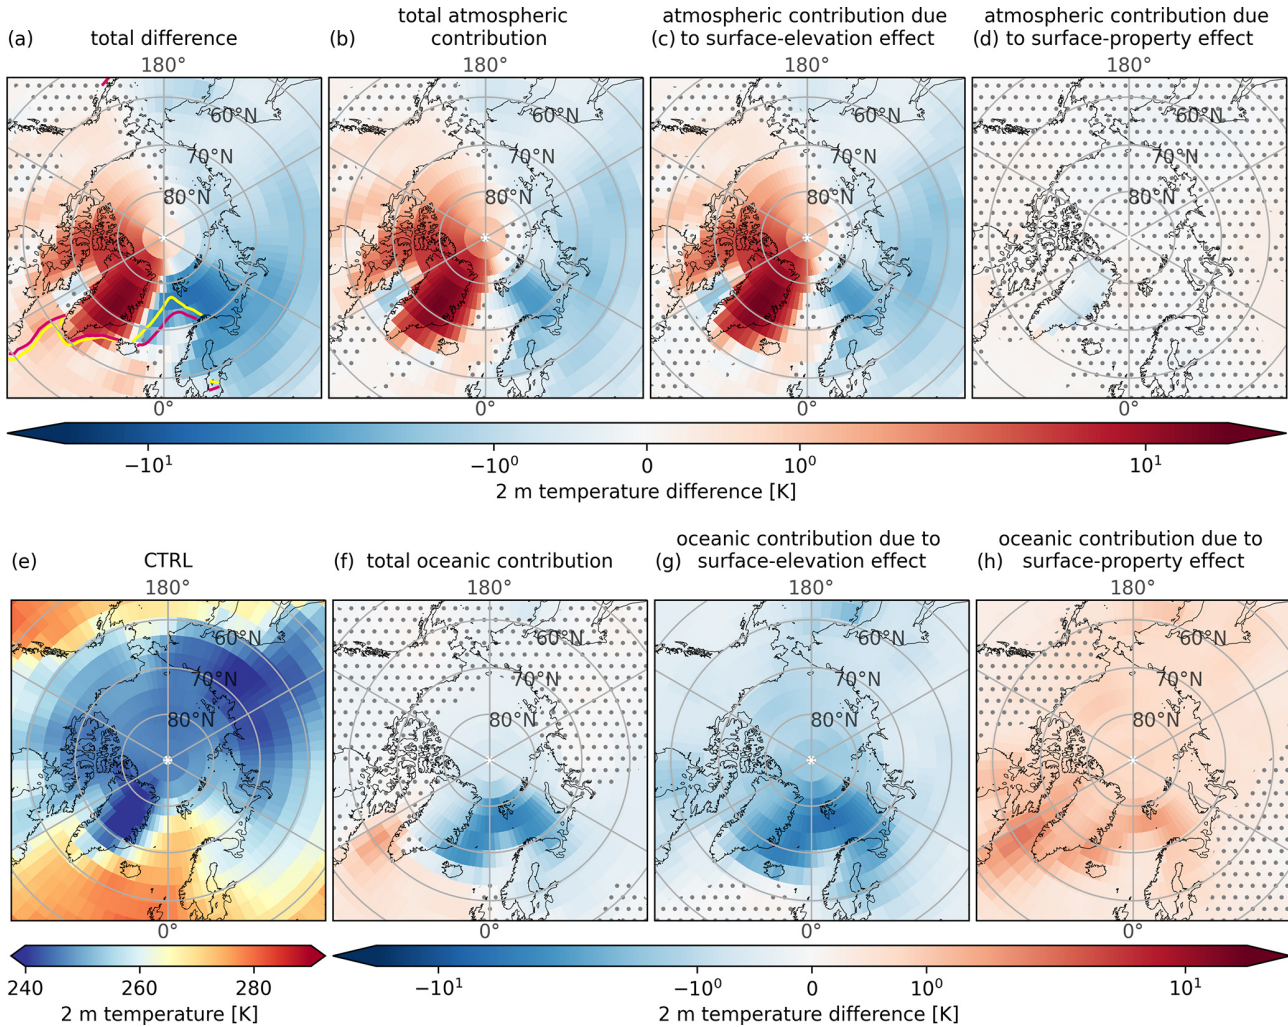 (a) total difference
(b) total atmospheric
contribution
(c) atmospheric contribution due
to surface-elevation effect
(d) atmospheric contribution due
to surface-property effect
180° 180° 180° 180°
60°N 60°N 60°N 60°N
70°N 70°N 70°N 70°N
80°N 80°N 80°N 80°N
0° 0° 0° 0°
−10¹ −10⁰ 0 10⁰ 10¹
2 m temperature difference [K]
(e) CTRL
(f) total oceanic contribution
(g) oceanic contribution due to
surface-elevation effect
(h) oceanic contribution due to
surface-property effect
180° 180° 180° 180°
60°N 60°N 60°N 60°N
70°N 70°N 70°N 70°N
80°N 80°N 80°N 80°N
0° 0° 0° 0°
240 260 280
2 m temperature [K]
−10¹ −10⁰ 0 10⁰ 10¹
2 m temperature difference [K]